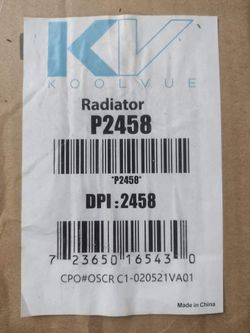 KV
KOOLVUE
Radiator
P2458
*P2458*
DPI : 2458
7 23650 16543 0
CPO#OSCR C1-020521VA01
Made in China